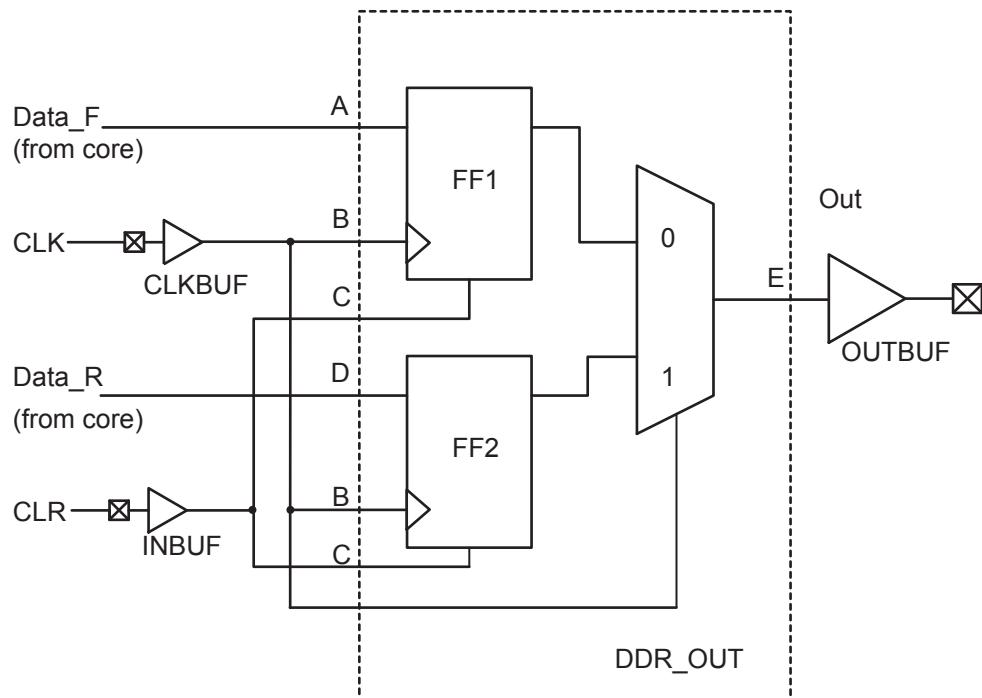 Data_F
(from core)
A
FF1
CLK
CLKBUF
B
C
0
Out
E
OUTBUF
Data_R
(from core)
D
1
FF2
CLR
INBUF
B
C
DDR_OUT